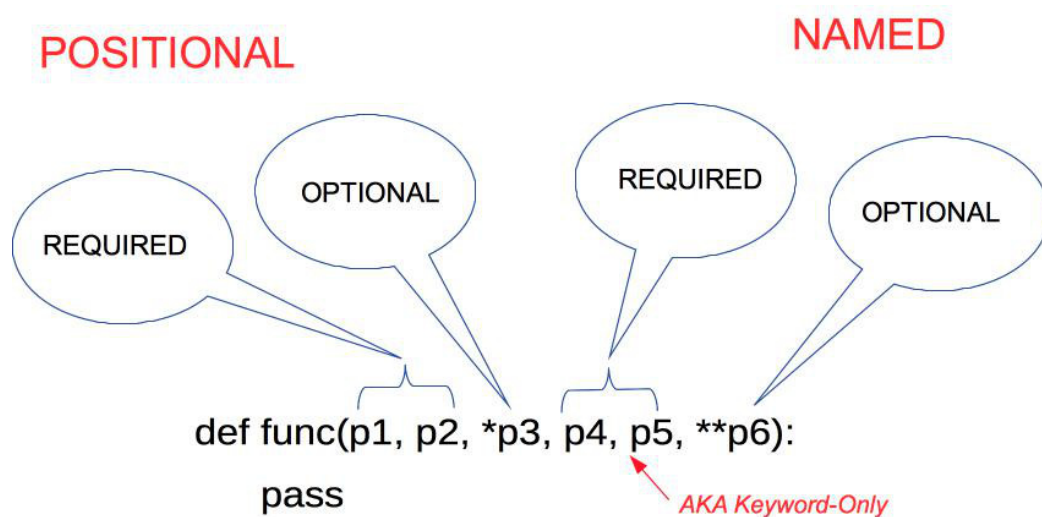 POSITIONAL
NAMED
REQUIRED
OPTIONAL
REQUIRED
OPTIONAL
def func(p1, p2, *p3, p4, p5, **p6):
pass
AKA Keyword-Only